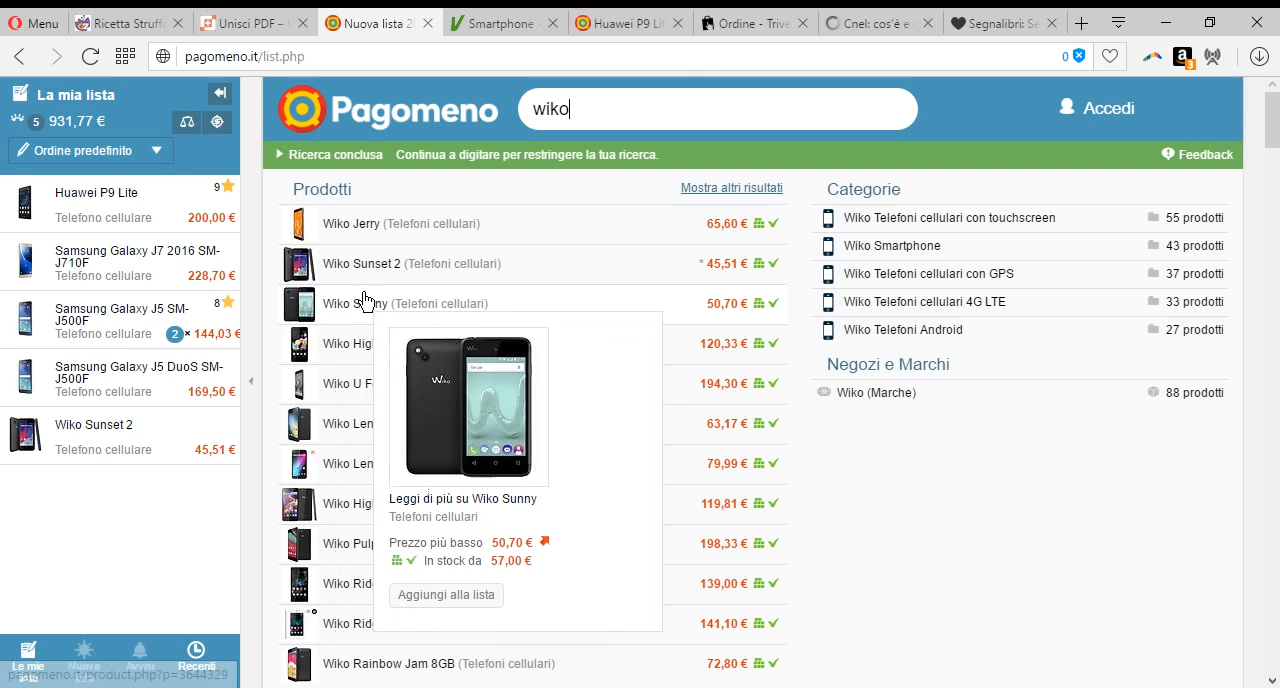 Menu
Ricetta Struff
Unisci PDF –
Nuova lista 20
Smartphone -
Huawei P9 Lit
Ordine - Trive
Cnel: cos'è e
Segnalibri: Se
pagomeno.it/list.php
0
3
La mia lista
5 931,77 €
Ordine predefinito
Huawei P9 Lite
9
Telefono cellulare 200,00 €
Samsung Galaxy J7 2016 SM-
J710F
Telefono cellulare 228,70 €
Samsung Galaxy J5 SM-
J500F
8
Telefono cellulare 2 × 144,03 €
Samsung Galaxy J5 DuoS SM-
J500F
Telefono cellulare 169,50 €
Wiko Sunset 2
Telefono cellulare 45,51 €
Le mie
Nuova
Avvisi
Recenti
pagomeno.it/product.php?p=3644329
Pagomeno
wiko
Accedi
Ricerca conclusa Continua a digitare per restringere la tua ricerca.
Feedback
Prodotti
Mostra altri risultati
Wiko Jerry (Telefoni cellulari) 65,60 €
Wiko Sunset 2 (Telefoni cellulari) * 45,51 €
Wiko Sunny (Telefoni cellulari) 50,70 €
Wiko High 120,33 €
Wiko U F 194,30 €
Wiko Len 63,17 €
Wiko Len 79,99 €
Wiko Hig 119,81 €
Wiko Pulp 198,33 €
Wiko Rid 139,00 €
Wiko Rid 141,10 €
Wiko Rainbow Jam 8GB (Telefoni cellulari) 72,80 €
Wiko
Leggi di più su Wiko Sunny
Telefoni cellulari
Prezzo più basso 50,70 €
In stock da 57,00 €
Aggiungi alla lista
Categorie
Wiko Telefoni cellulari con touchscreen 55 prodotti
Wiko Smartphone 43 prodotti
Wiko Telefoni cellulari con GPS 37 prodotti
Wiko Telefoni cellulari 4G LTE 33 prodotti
Wiko Telefoni Android 27 prodotti
Negozi e Marchi
Wiko (Marche) 88 prodotti